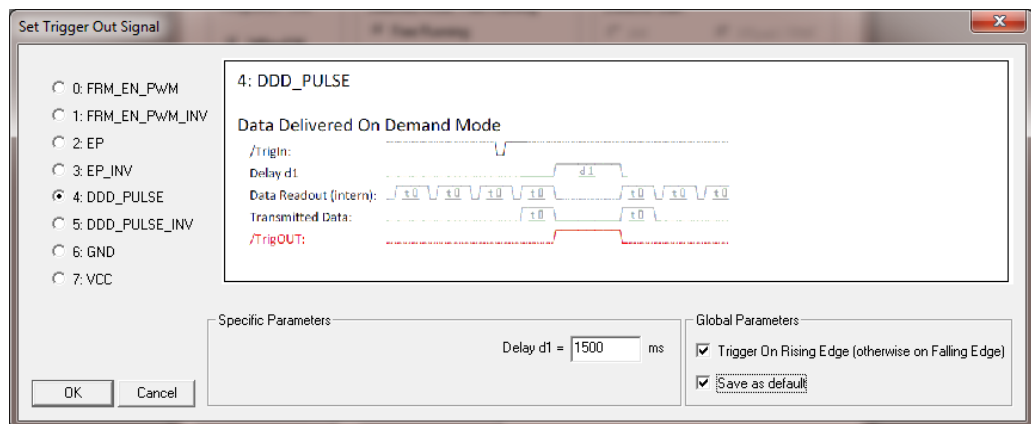 Set Trigger Out Signal
0: FRM_EN_PWM
1: FRM_EN_PWM_INV
2: EP
3: EP_INV
4: DDD_PULSE
5: DDD_PULSE_INV
6: GND
7: VCC
4: DDD_PULSE
Data Delivered On Demand Mode
/TrigIn:
Delay d1 d1
Data Readout (intern): t0 t0 t0 t0 t0 t0 t0
Transmitted Data: t0 t0
/TrigOUT:
Specific Parameters
Delay d1 = 1500 ms
Global Parameters
Trigger On Rising Edge (otherwise on Falling Edge)
Save as default
OK Cancel